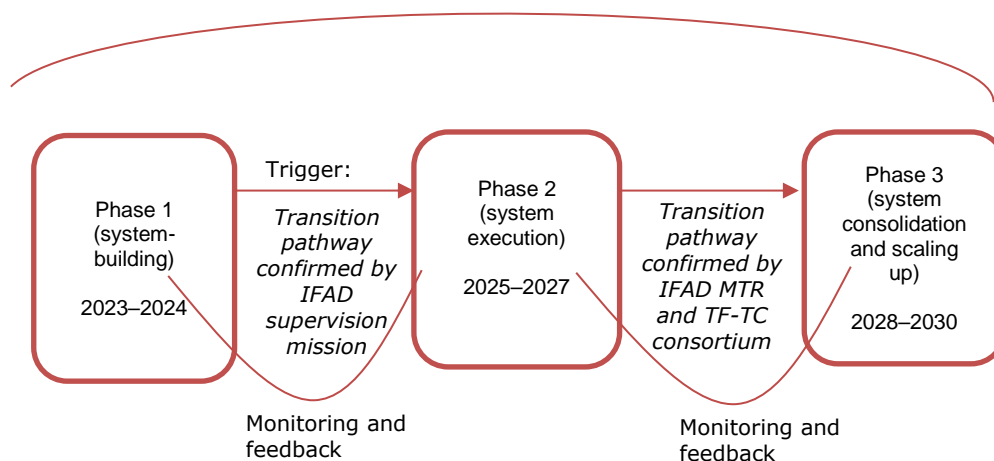 Phase 1
(system-
building)
2023–2024
Trigger:
Transition
pathway
confirmed by
IFAD
supervision
mission
Monitoring and
feedback
Phase 2
(system
execution)
2025–2027
Transition
pathway
confirmed by
IFAD MTR
and TF-TC
consortium
Monitoring and
feedback
Phase 3
(system
consolidation
and scaling
up)
2028–2030